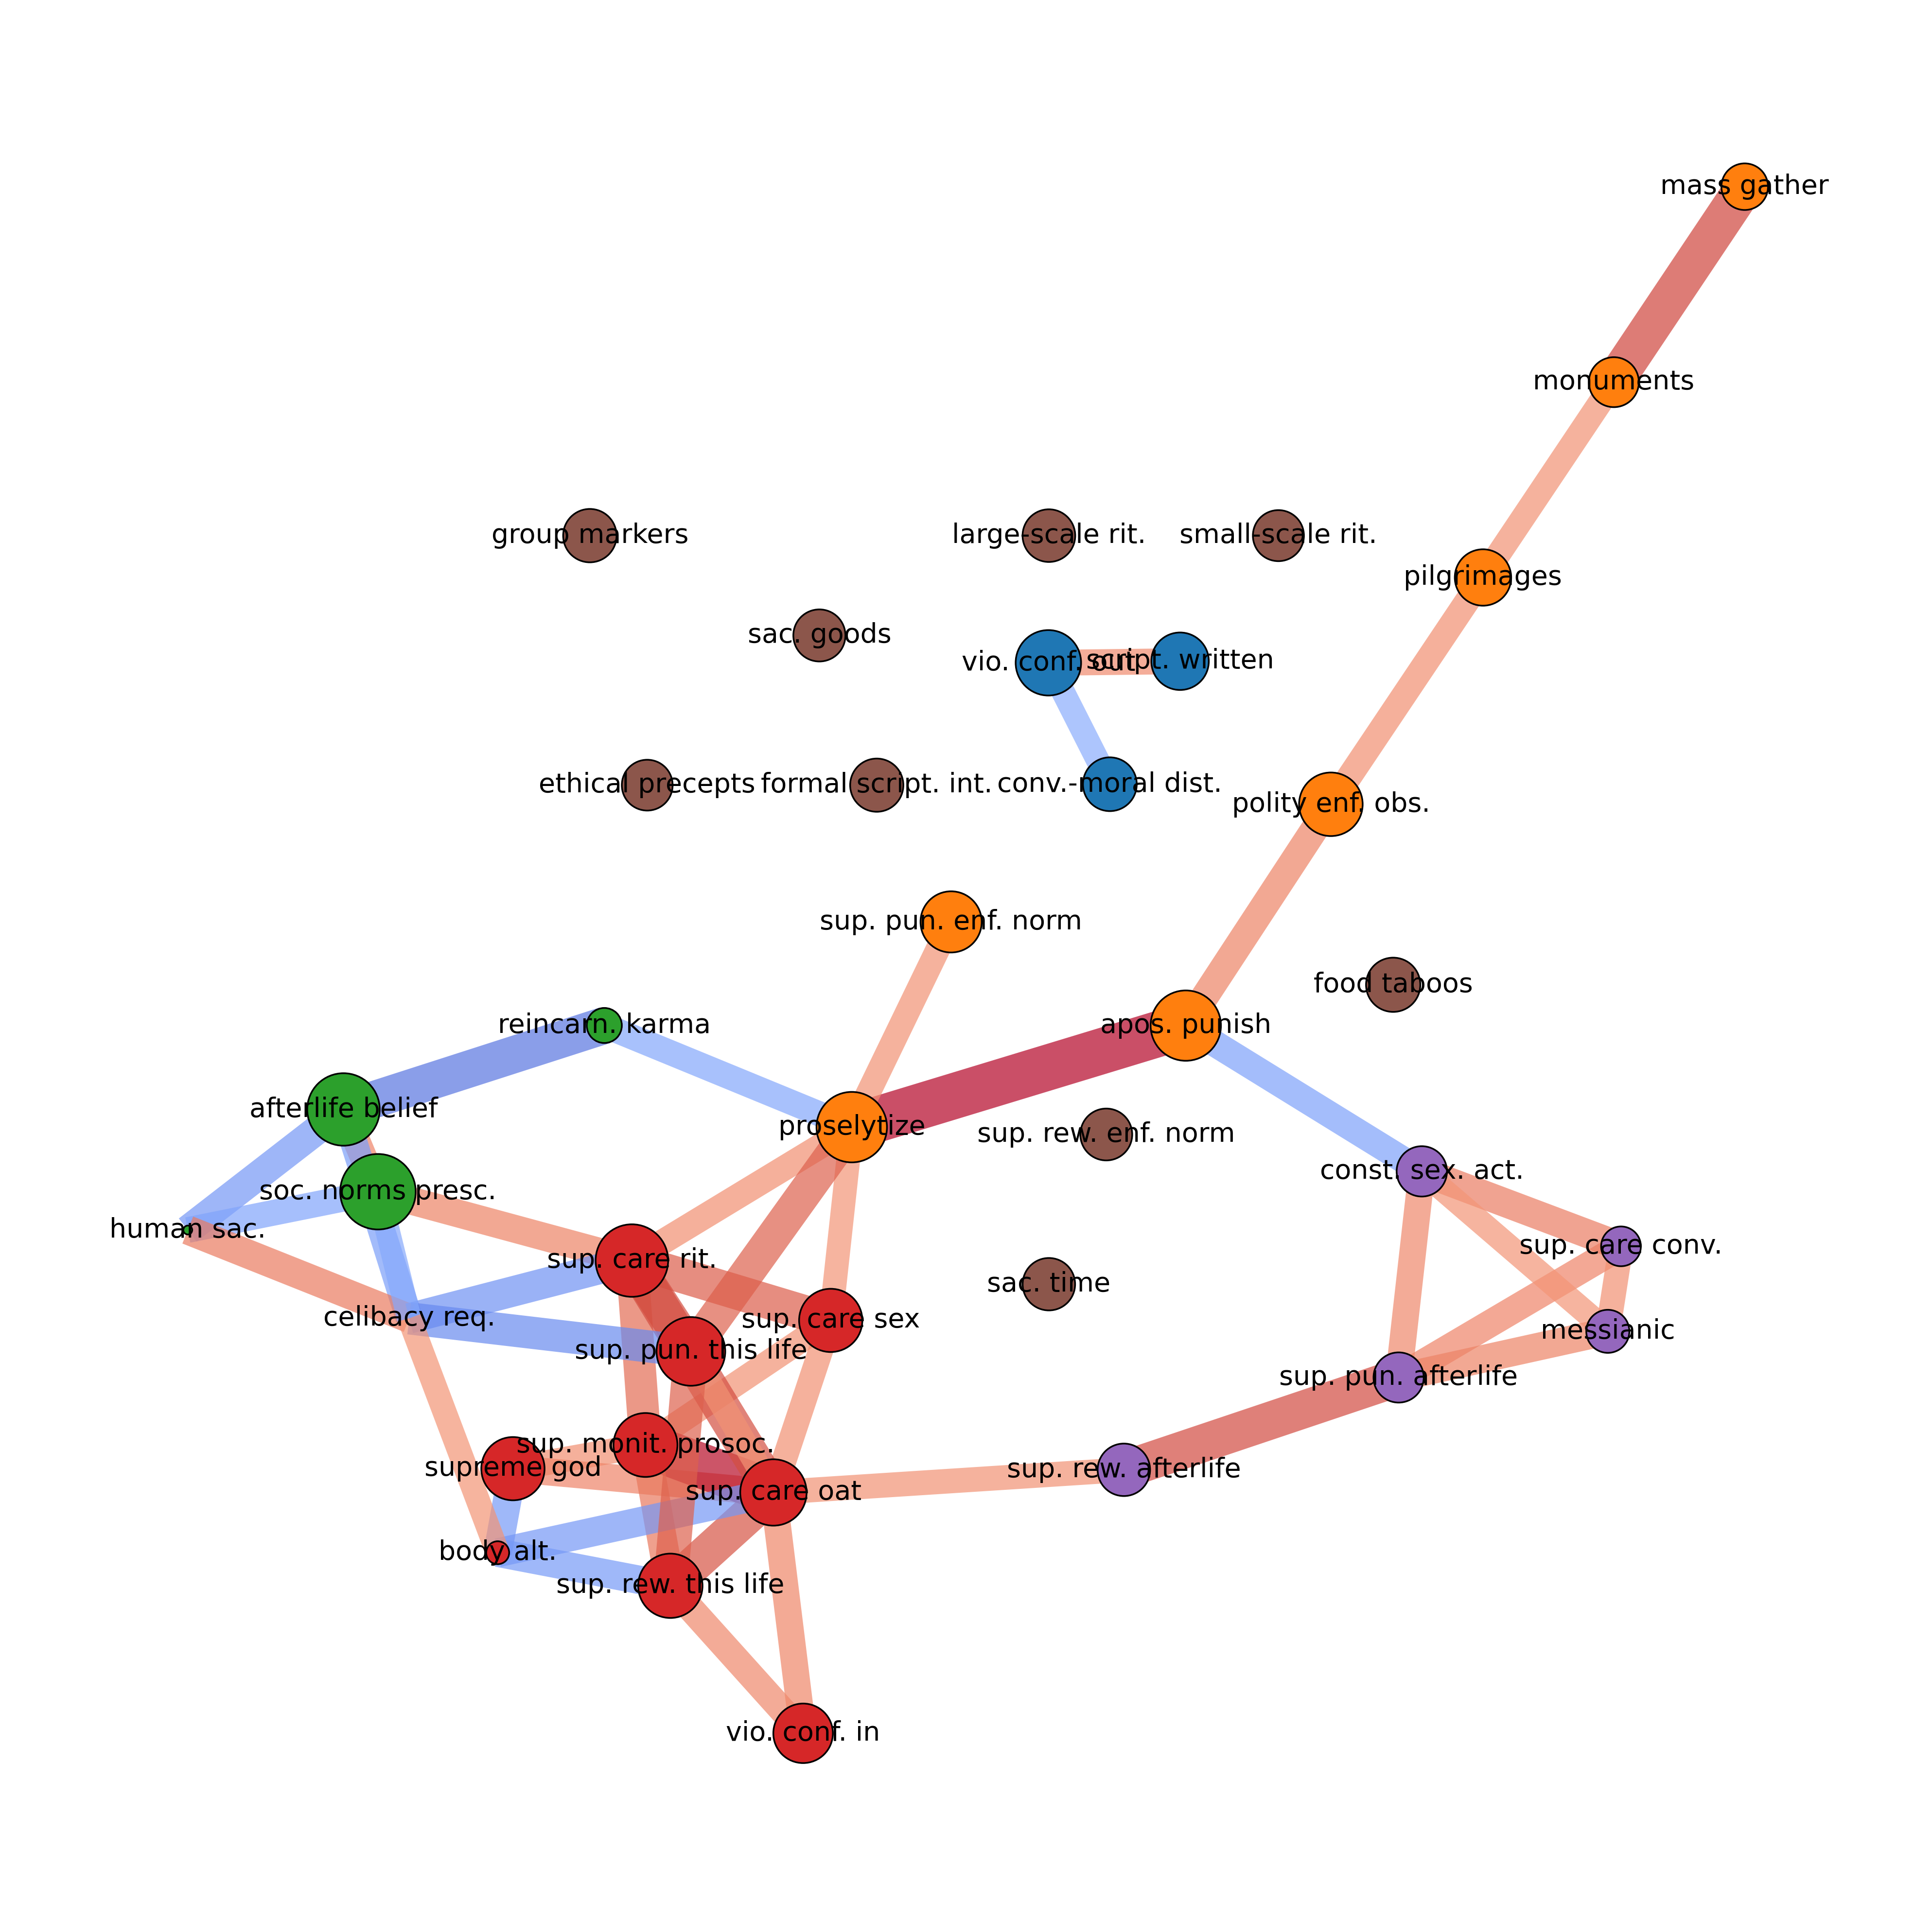 mass gather
monuments
group markers
large-scale rit.
small-scale rit.
pilgrimages
sac. goods
vio. conf. out
script. written
ethical precepts
formal script. int.
conv.-moral dist.
polity enf. obs.
sup. pun. enf. norm
food taboos
reincarn. karma
apos. punish
afterlife belief
proselytize
sup. rew. enf. norm
const. sex. act.
soc. norms presc.
human sac.
sup. care conv.
sup. care rit.
sac. time
celibacy req.
sup. care sex
messianic
sup. pun. this life
sup. pun. afterlife
sup. monit. prosoc.
supreme god
sup. rew. afterlife
sup. care oat
body alt.
sup. rew. this life
vio. conf. in